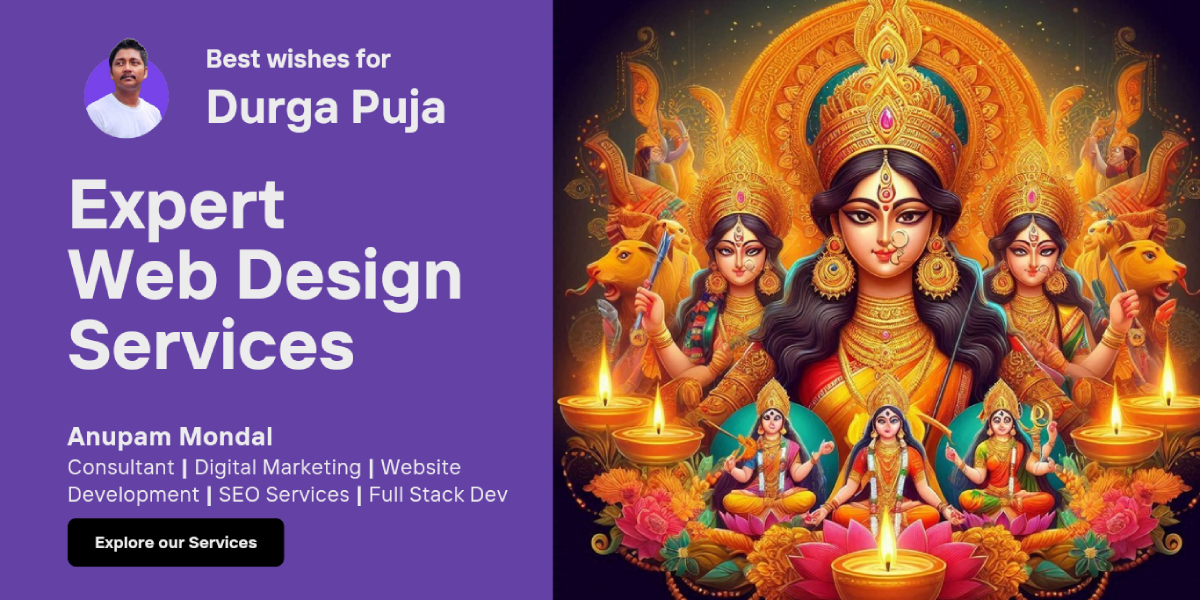 Best wishes for
Durga Puja
Expert
Web Design
Services
Anupam Mondal
Consultant | Digital Marketing | Website
Development | SEO Services | Full Stack Dev
Explore our Services